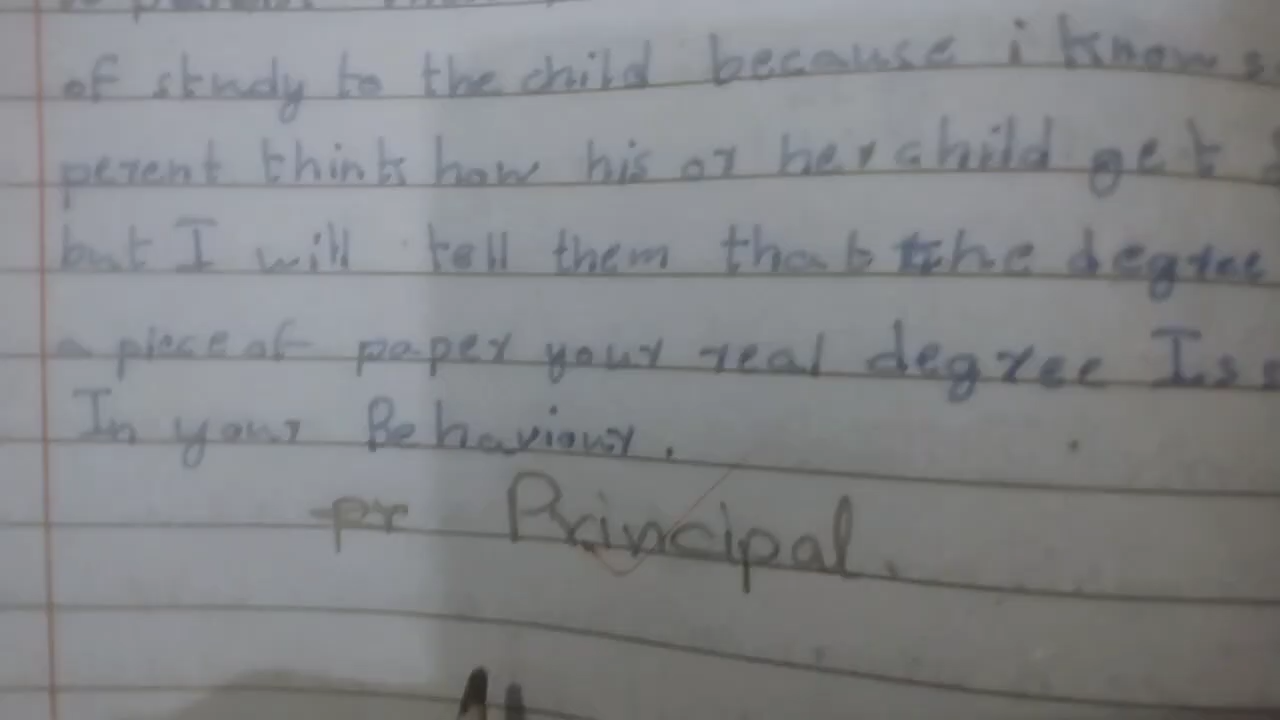 of study to the child because i know
perent think how his or her child get
but I will tell them that the degree
a piece of paper your real degree Is
In your Behaviour.
pr Principal.